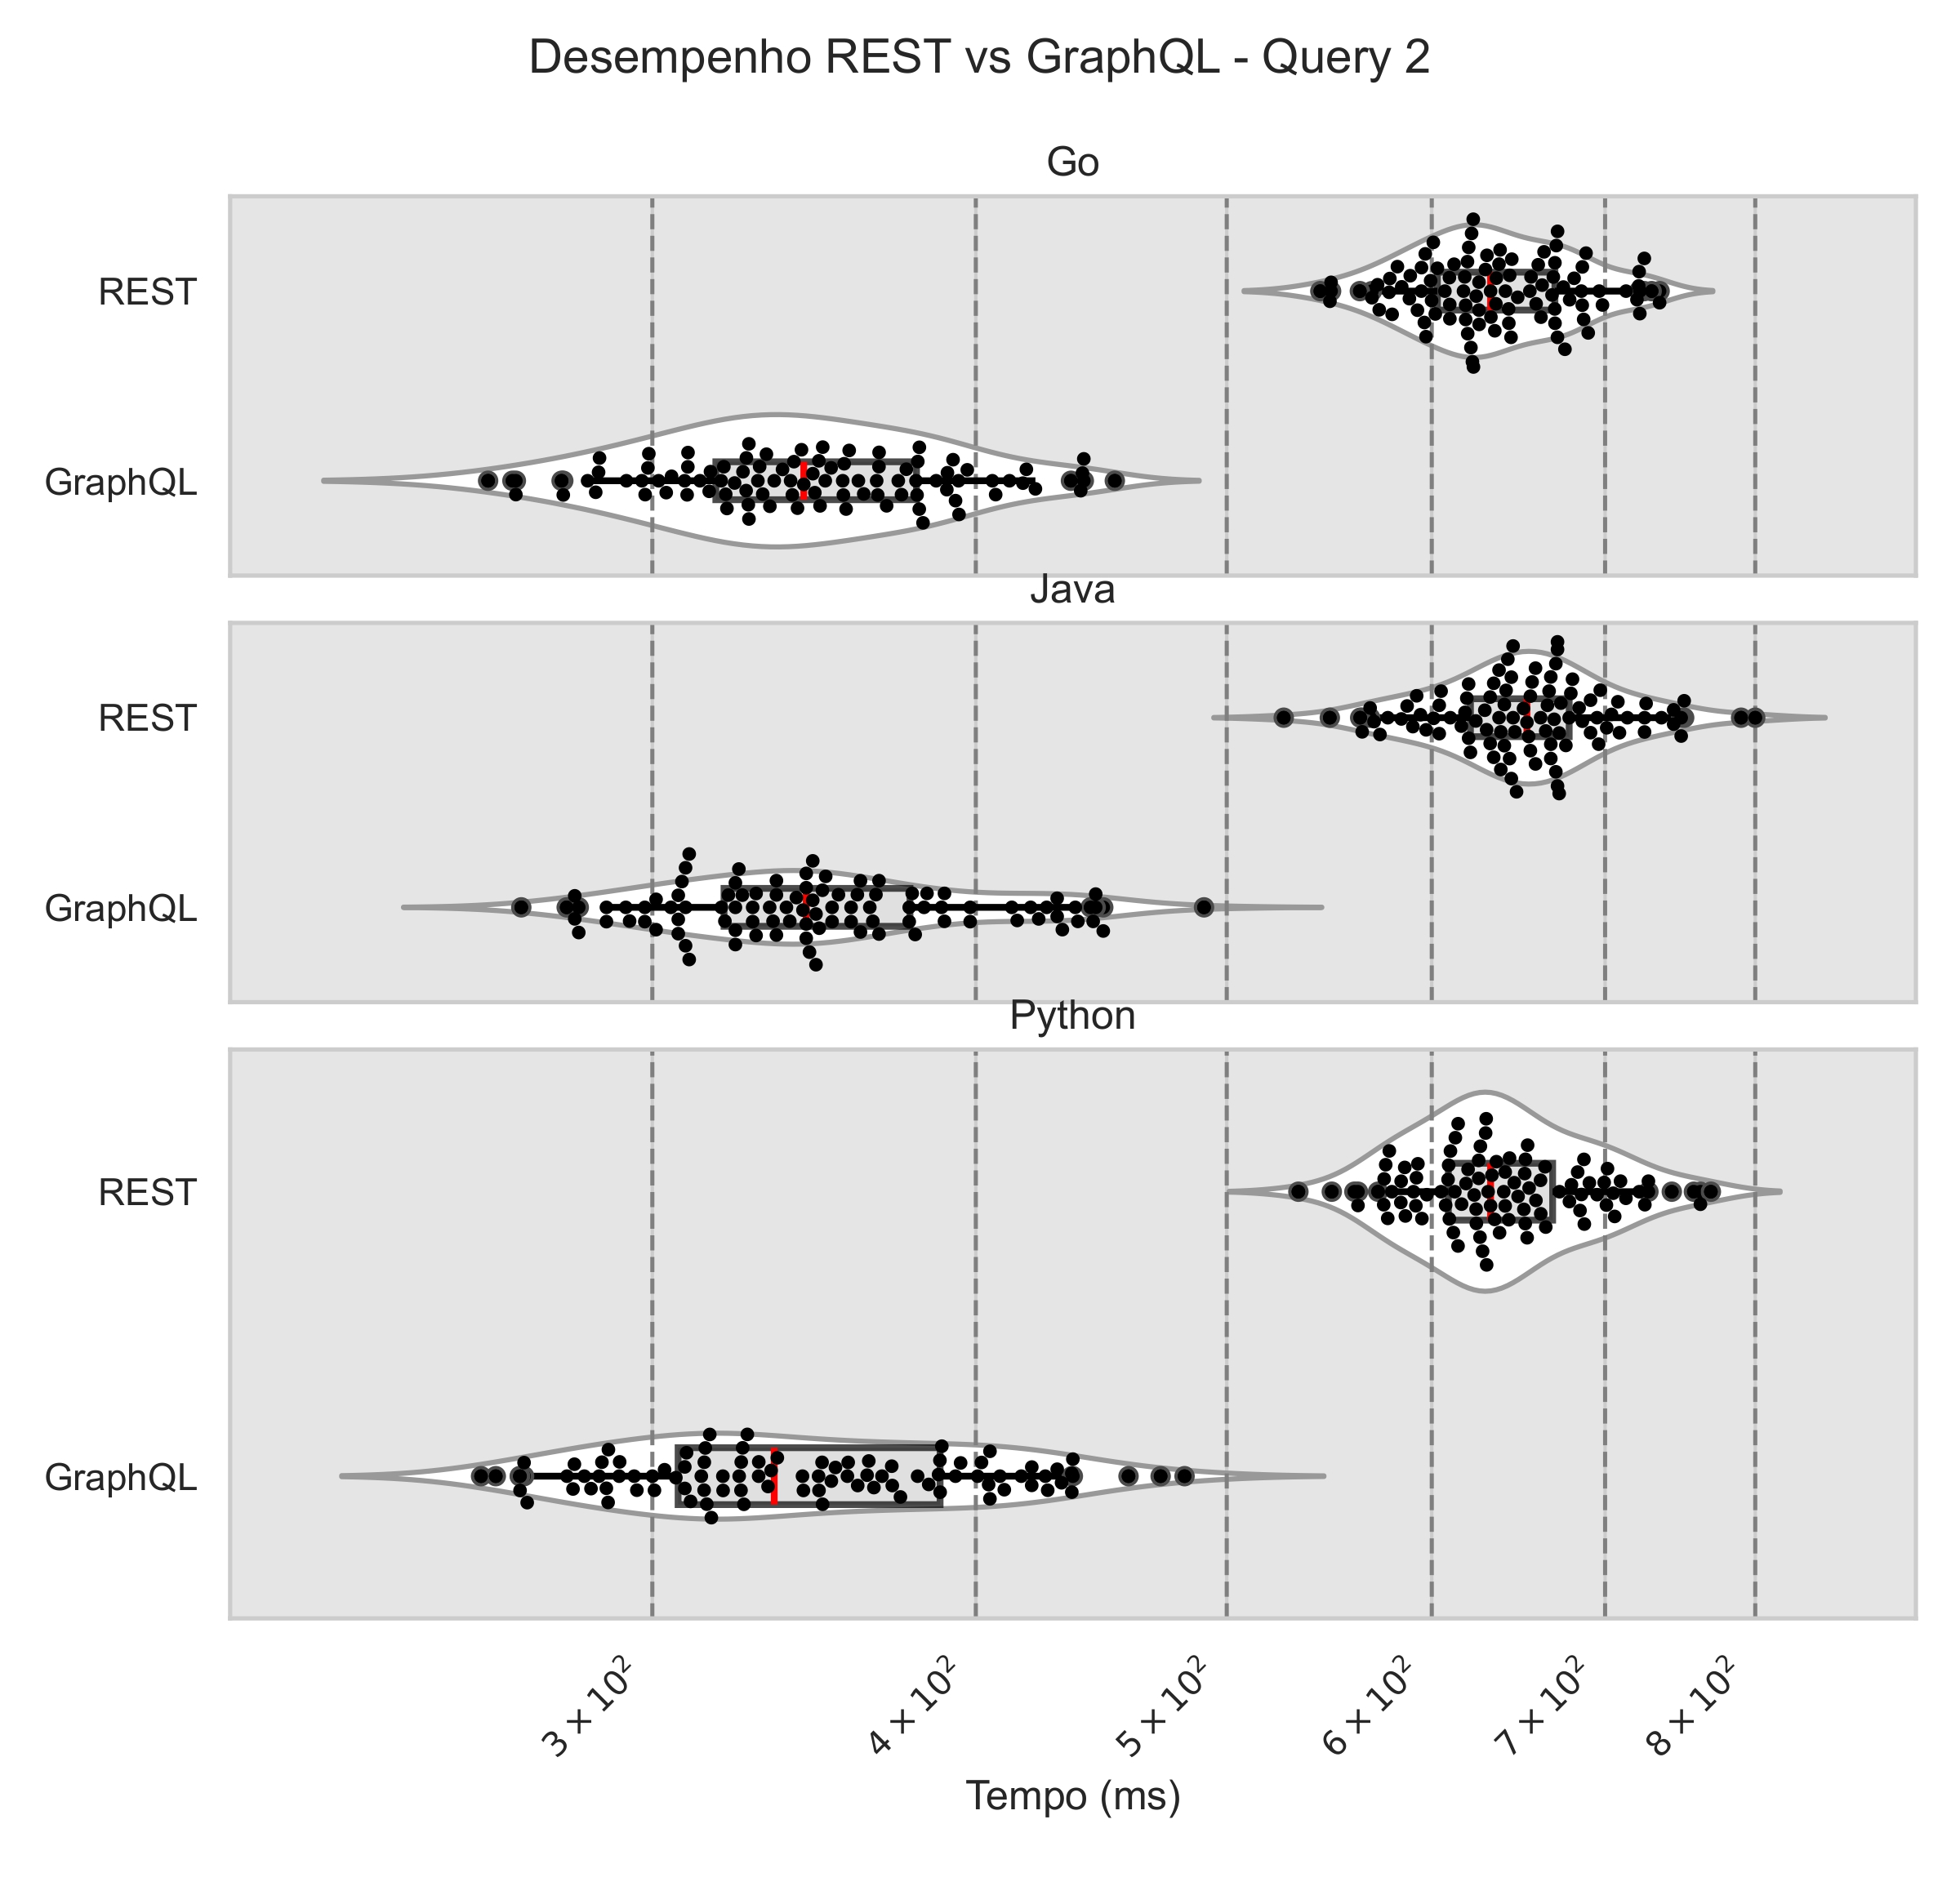 Desempenho REST vs GraphQL - Query 2
Go
REST
GraphQL
Java
REST
GraphQL
Python
REST
GraphQL
3 × 10²
4 × 10²
5 × 10²
6 × 10²
7 × 10²
8 × 10²
Tempo (ms)